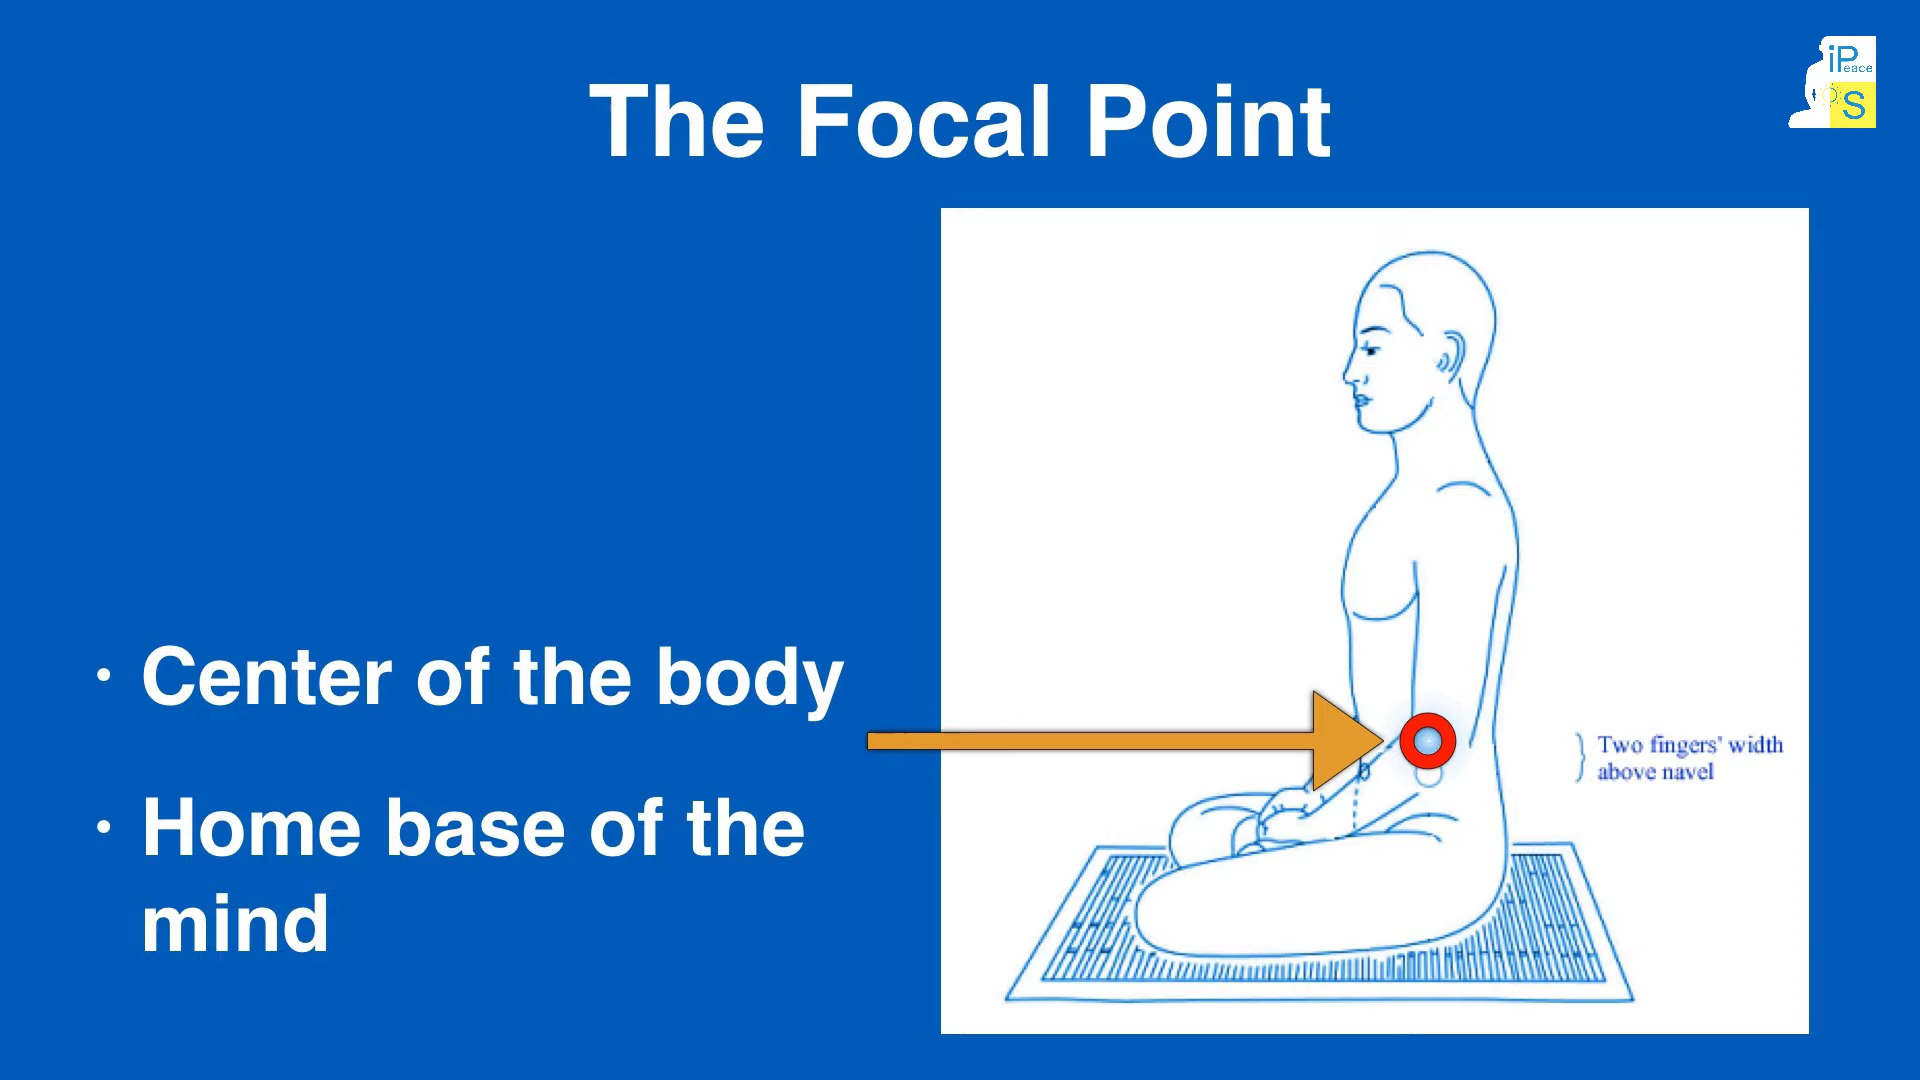 The Focal Point
iPeace
S
• Center of the body
• Home base of the
mind
Two fingers' width
above navel